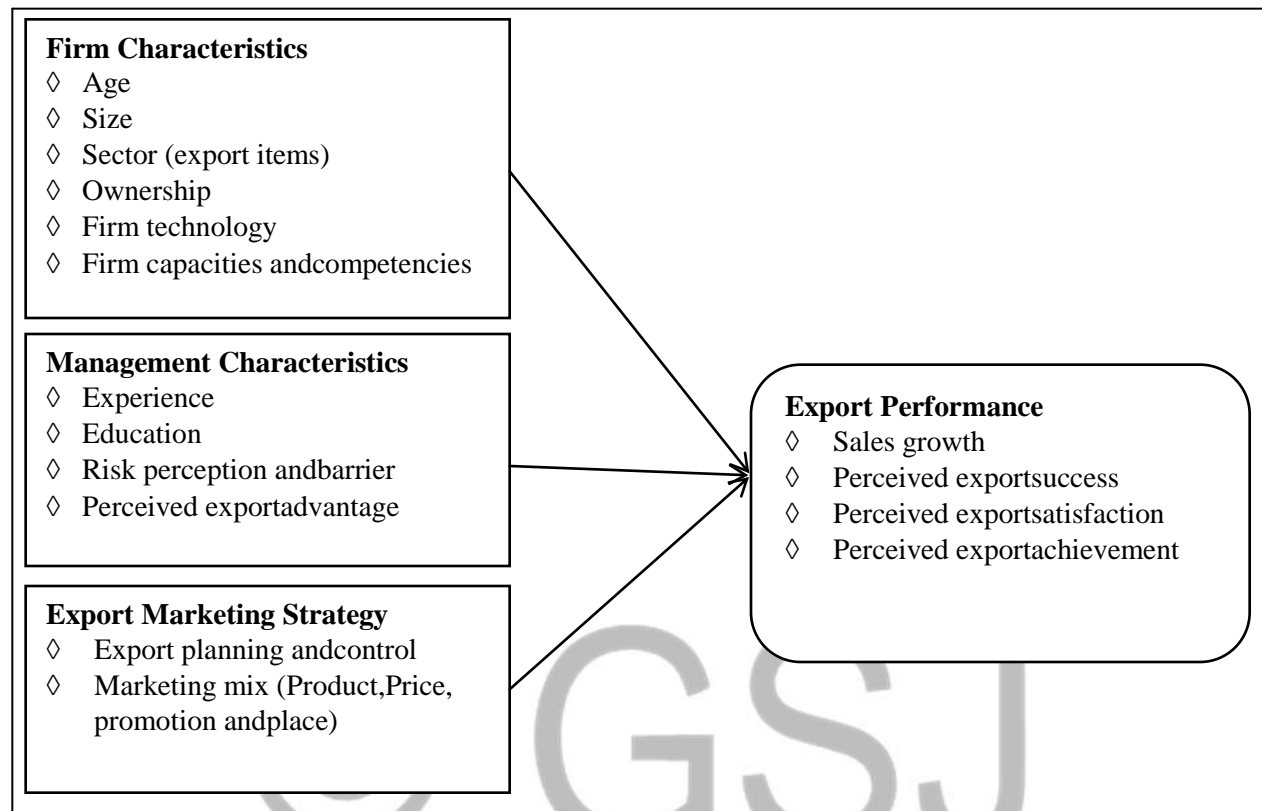 Firm Characteristics
◊ Age
◊ Size
◊ Sector (export items)
◊ Ownership
◊ Firm technology
◊ Firm capacities andcompetencies
Management Characteristics
◊ Experience
◊ Education
◊ Risk perception andbarrier
◊ Perceived exportadvantage
Export Marketing Strategy
◊ Export planning andcontrol
◊ Marketing mix (Product,Price,
promotion andplace)
Export Performance
◊ Sales growth
◊ Perceived exportsuccess
◊ Perceived exportsatisfaction
◊ Perceived exportachievement
© GSJ